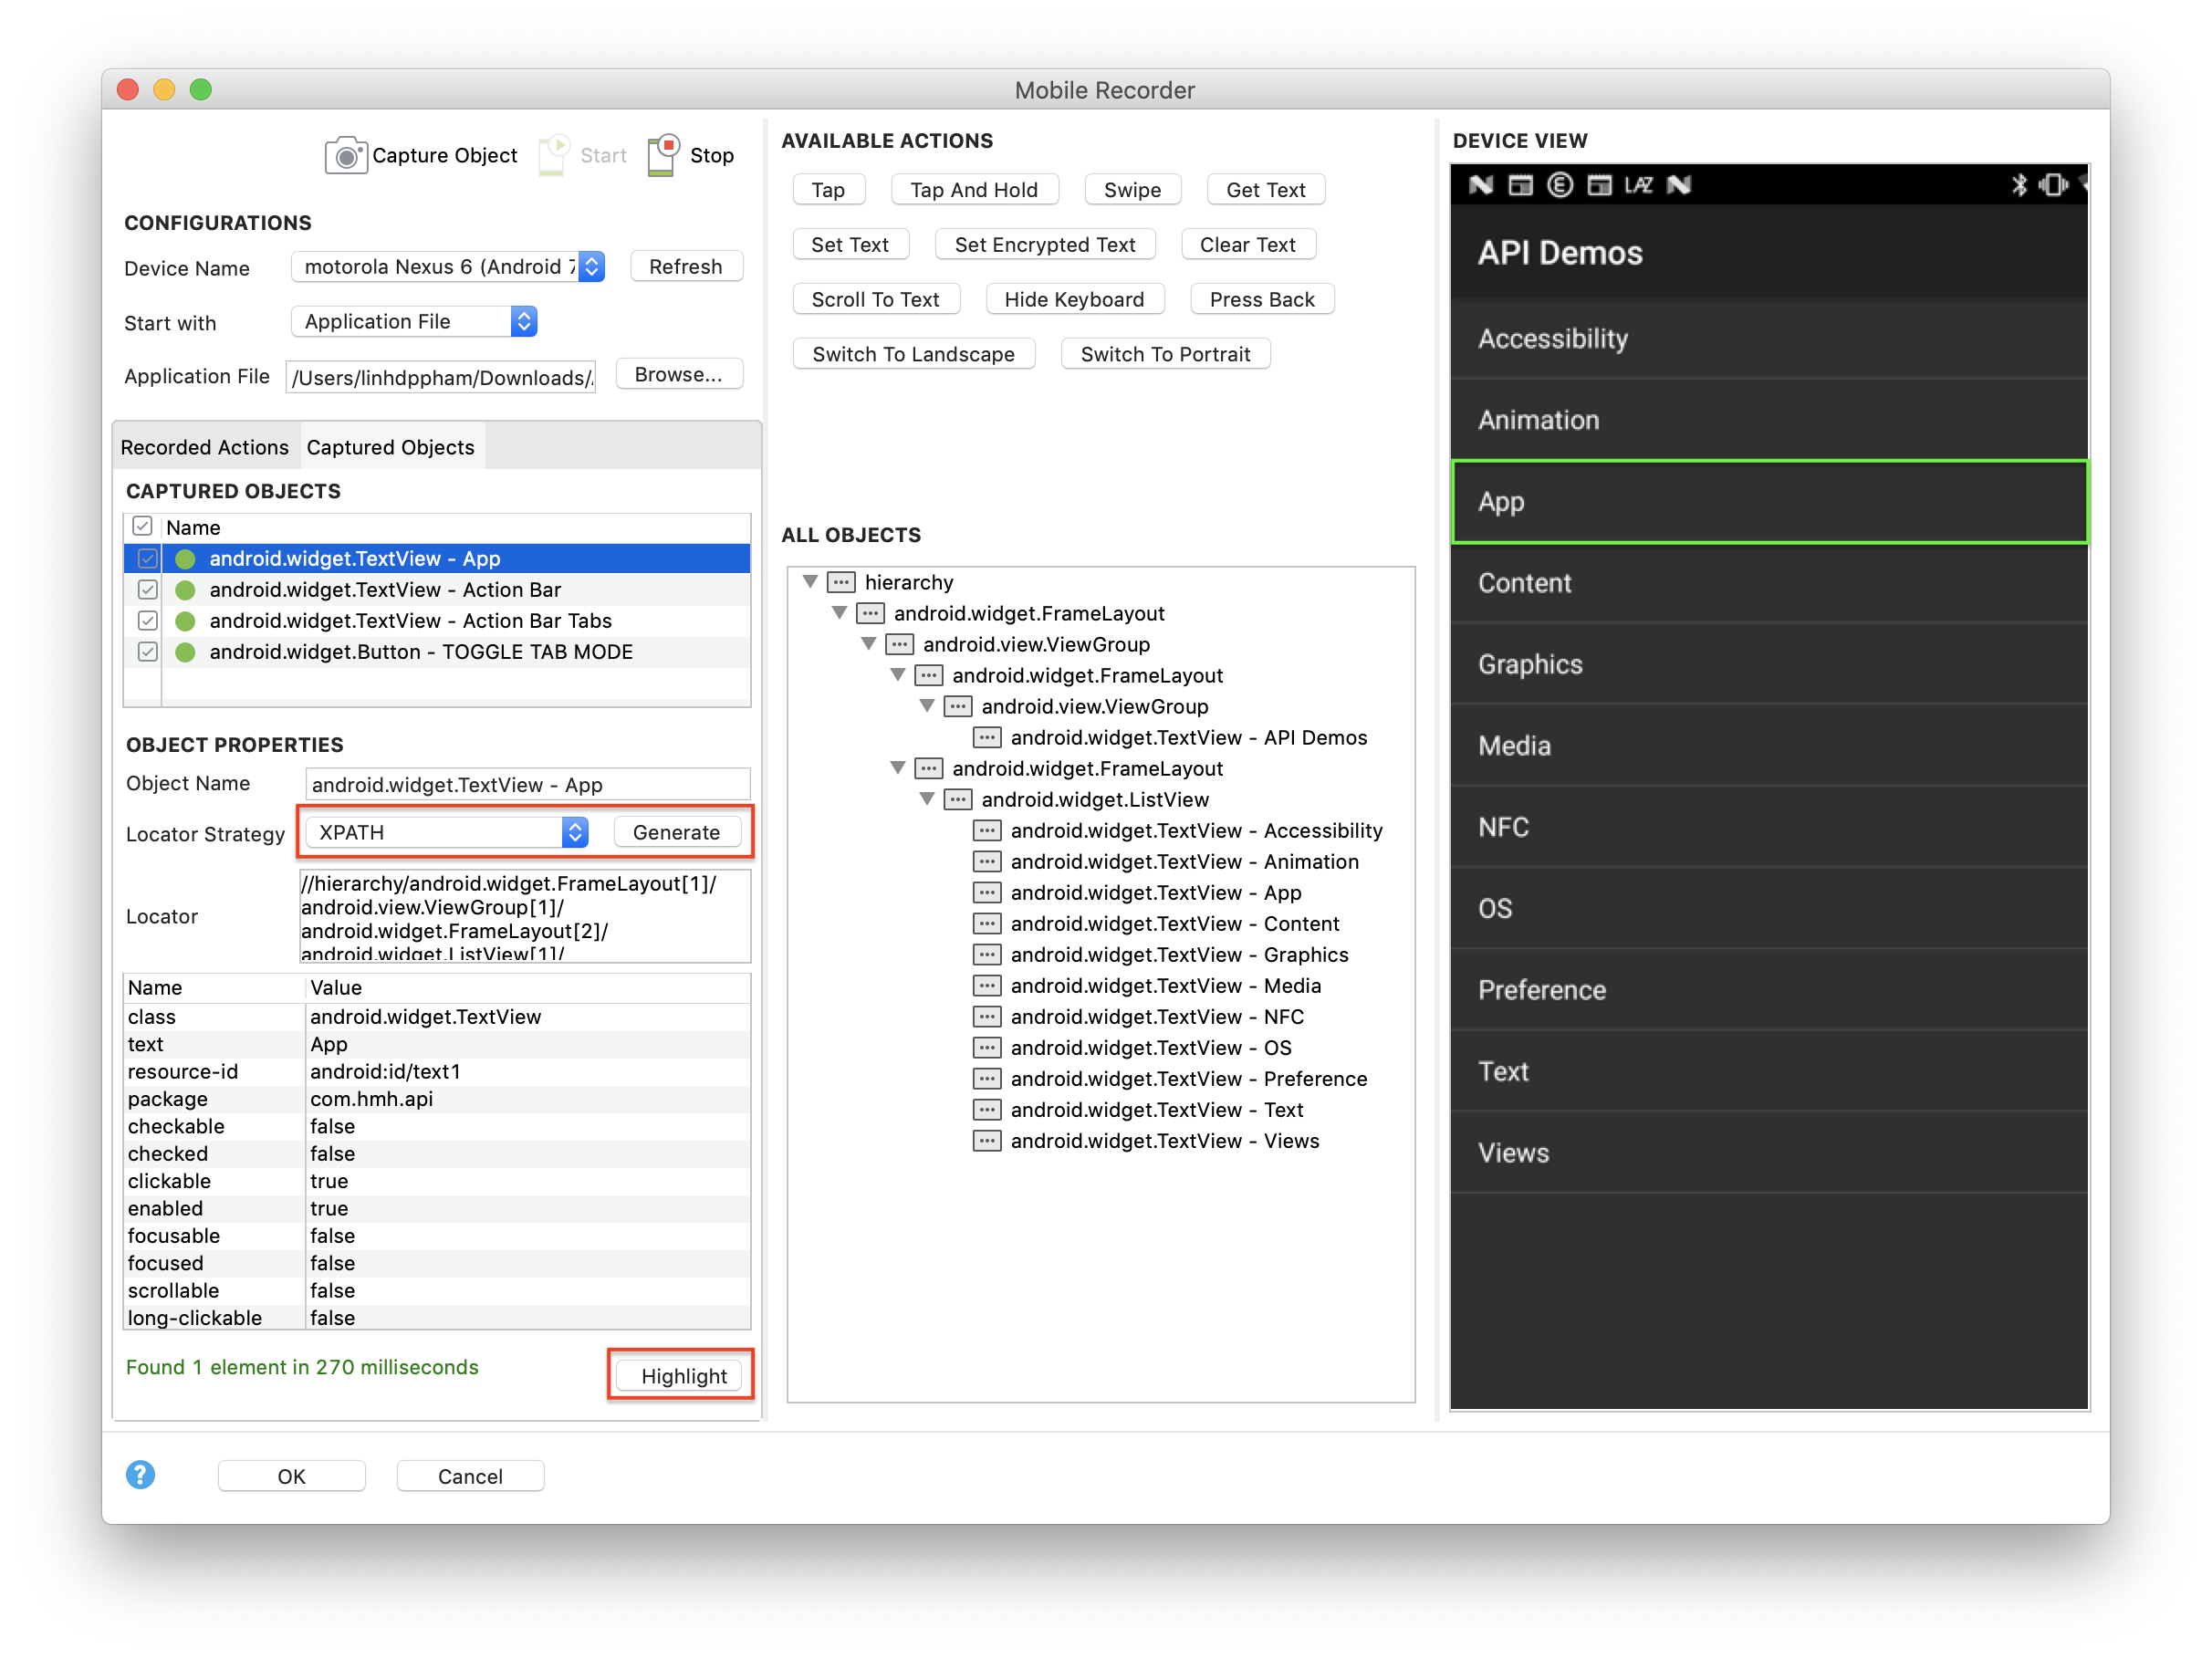 Mobile Recorder
Capture Object
Start
Stop
CONFIGURATIONS
Device Name
motorola Nexus 6 (Android 7
Refresh
Start with
Application File
Application File
/Users/linhdppham/Downloads/
Browse...
Recorded Actions
Captured Objects
CAPTURED OBJECTS
Name
android.widget.TextView - App
android.widget.TextView - Action Bar
android.widget.TextView - Action Bar Tabs
android.widget.Button - TOGGLE TAB MODE
OBJECT PROPERTIES
Object Name
android.widget.TextView - App
Locator Strategy
XPATH
Generate
Locator
//hierarchy/android.widget.FrameLayout[1]/
android.view.ViewGroup[1]/
android.widget.FrameLayout[2]/
android.widget.ListView[1]/
Name Value
class android.widget.TextView
text App
resource-id android:id/text1
package com.hmh.api
checkable false
checked false
clickable true
enabled true
focusable false
focused false
scrollable false
long-clickable false
Found 1 element in 270 milliseconds
Highlight
? OK Cancel
AVAILABLE ACTIONS
Tap Tap And Hold Swipe Get Text
Set Text Set Encrypted Text Clear Text
Scroll To Text Hide Keyboard Press Back
Switch To Landscape Switch To Portrait
ALL OBJECTS
hierarchy
android.widget.FrameLayout
android.view.ViewGroup
android.widget.FrameLayout
android.view.ViewGroup
android.widget.TextView - API Demos
android.widget.FrameLayout
android.widget.ListView
android.widget.TextView - Accessibility
android.widget.TextView - Animation
android.widget.TextView - App
android.widget.TextView - Content
android.widget.TextView - Graphics
android.widget.TextView - Media
android.widget.TextView - NFC
android.widget.TextView - OS
android.widget.TextView - Preference
android.widget.TextView - Text
android.widget.TextView - Views
DEVICE VIEW
LAZ
API Demos
Accessibility
Animation
App
Content
Graphics
Media
NFC
OS
Preference
Text
Views